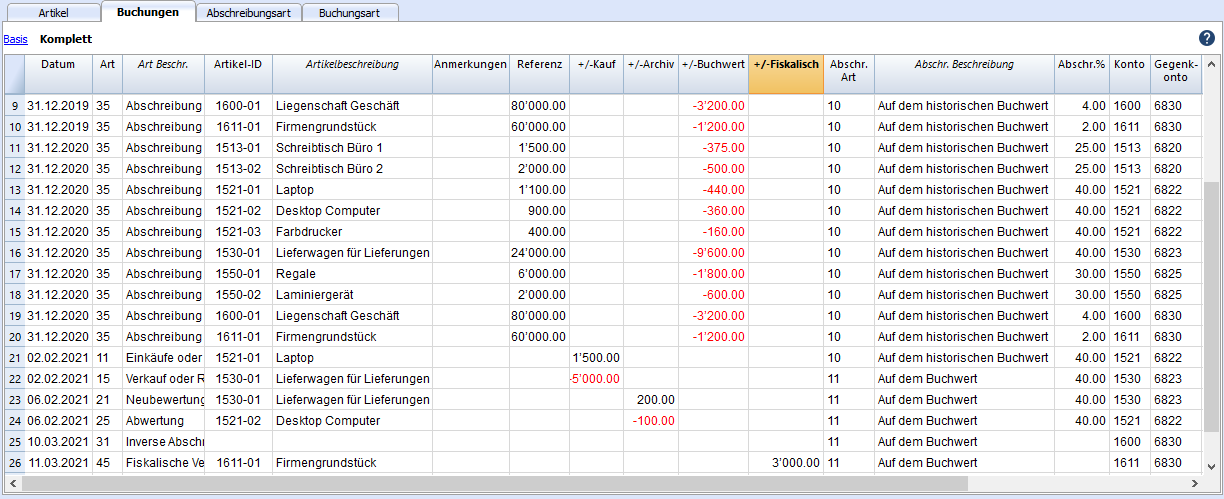 Artikel Buchungen Abschreibungsart Buchungsart
Basis Komplett
Datum Art Art Beschr. Artikel-ID Artikelbeschreibung Anmerkungen Referenz +/-Kauf +/-Archiv +/-Buchwert +/-Fiskalisch Abschr. Art Abschr. Beschreibung Abschr.% Konto Gegenk-konto
9 31.12.2019 35 Abschreibung 1600-01 Liegenschaft Geschäft 80'000.00 -3'200.00 10 Auf dem historischen Buchwert 4.00 1600 6830
10 31.12.2019 35 Abschreibung 1611-01 Firmengrundstück 60'000.00 -1'200.00 10 Auf dem historischen Buchwert 2.00 1611 6830
11 31.12.2020 35 Abschreibung 1513-01 Schreibtisch Büro 1 1'500.00 -375.00 10 Auf dem historischen Buchwert 25.00 1513 6820
12 31.12.2020 35 Abschreibung 1513-02 Schreibtisch Büro 2 2'000.00 -500.00 10 Auf dem historischen Buchwert 25.00 1513 6820
13 31.12.2020 35 Abschreibung 1521-01 Laptop 1'100.00 -440.00 10 Auf dem historischen Buchwert 40.00 1521 6822
14 31.12.2020 35 Abschreibung 1521-02 Desktop Computer 900.00 -360.00 10 Auf dem historischen Buchwert 40.00 1521 6822
15 31.12.2020 35 Abschreibung 1521-03 Farbdrucker 400.00 -160.00 10 Auf dem historischen Buchwert 40.00 1521 6822
16 31.12.2020 35 Abschreibung 1530-01 Lieferwagen für Lieferungen 24'000.00 -9'600.00 10 Auf dem historischen Buchwert 40.00 1530 6823
17 31.12.2020 35 Abschreibung 1550-01 Regale 6'000.00 -1'800.00 10 Auf dem historischen Buchwert 30.00 1550 6825
18 31.12.2020 35 Abschreibung 1550-02 Laminiergerät 2'000.00 -600.00 10 Auf dem historischen Buchwert 30.00 1550 6825
19 31.12.2020 35 Abschreibung 1600-01 Liegenschaft Geschäft 80'000.00 -3'200.00 10 Auf dem historischen Buchwert 4.00 1600 6830
20 31.12.2020 35 Abschreibung 1611-01 Firmengrundstück 60'000.00 -1'200.00 10 Auf dem historischen Buchwert 2.00 1611 6830
21 02.02.2021 11 Einkäufe oder 1521-01 Laptop 1'500.00 10 Auf dem historischen Buchwert 40.00 1521 6822
22 02.02.2021 15 Verkauf oder R 1530-01 Lieferwagen für Lieferungen -5'000.00 11 Auf dem Buchwert 40.00 1530 6823
23 06.02.2021 21 Neubewertung 1530-01 Lieferwagen für Lieferungen 200.00 11 Auf dem Buchwert 40.00 1530 6823
24 06.02.2021 25 Abwertung 1521-02 Desktop Computer -100.00 11 Auf dem Buchwert 40.00 1521 6822
25 10.03.2021 31 Inverse Abschr 11 Auf dem Buchwert 1600 6830
26 11.03.2021 45 Fiskalische Ve 1611-01 Firmengrundstück 3'000.00 11 Auf dem Buchwert 1611 6830